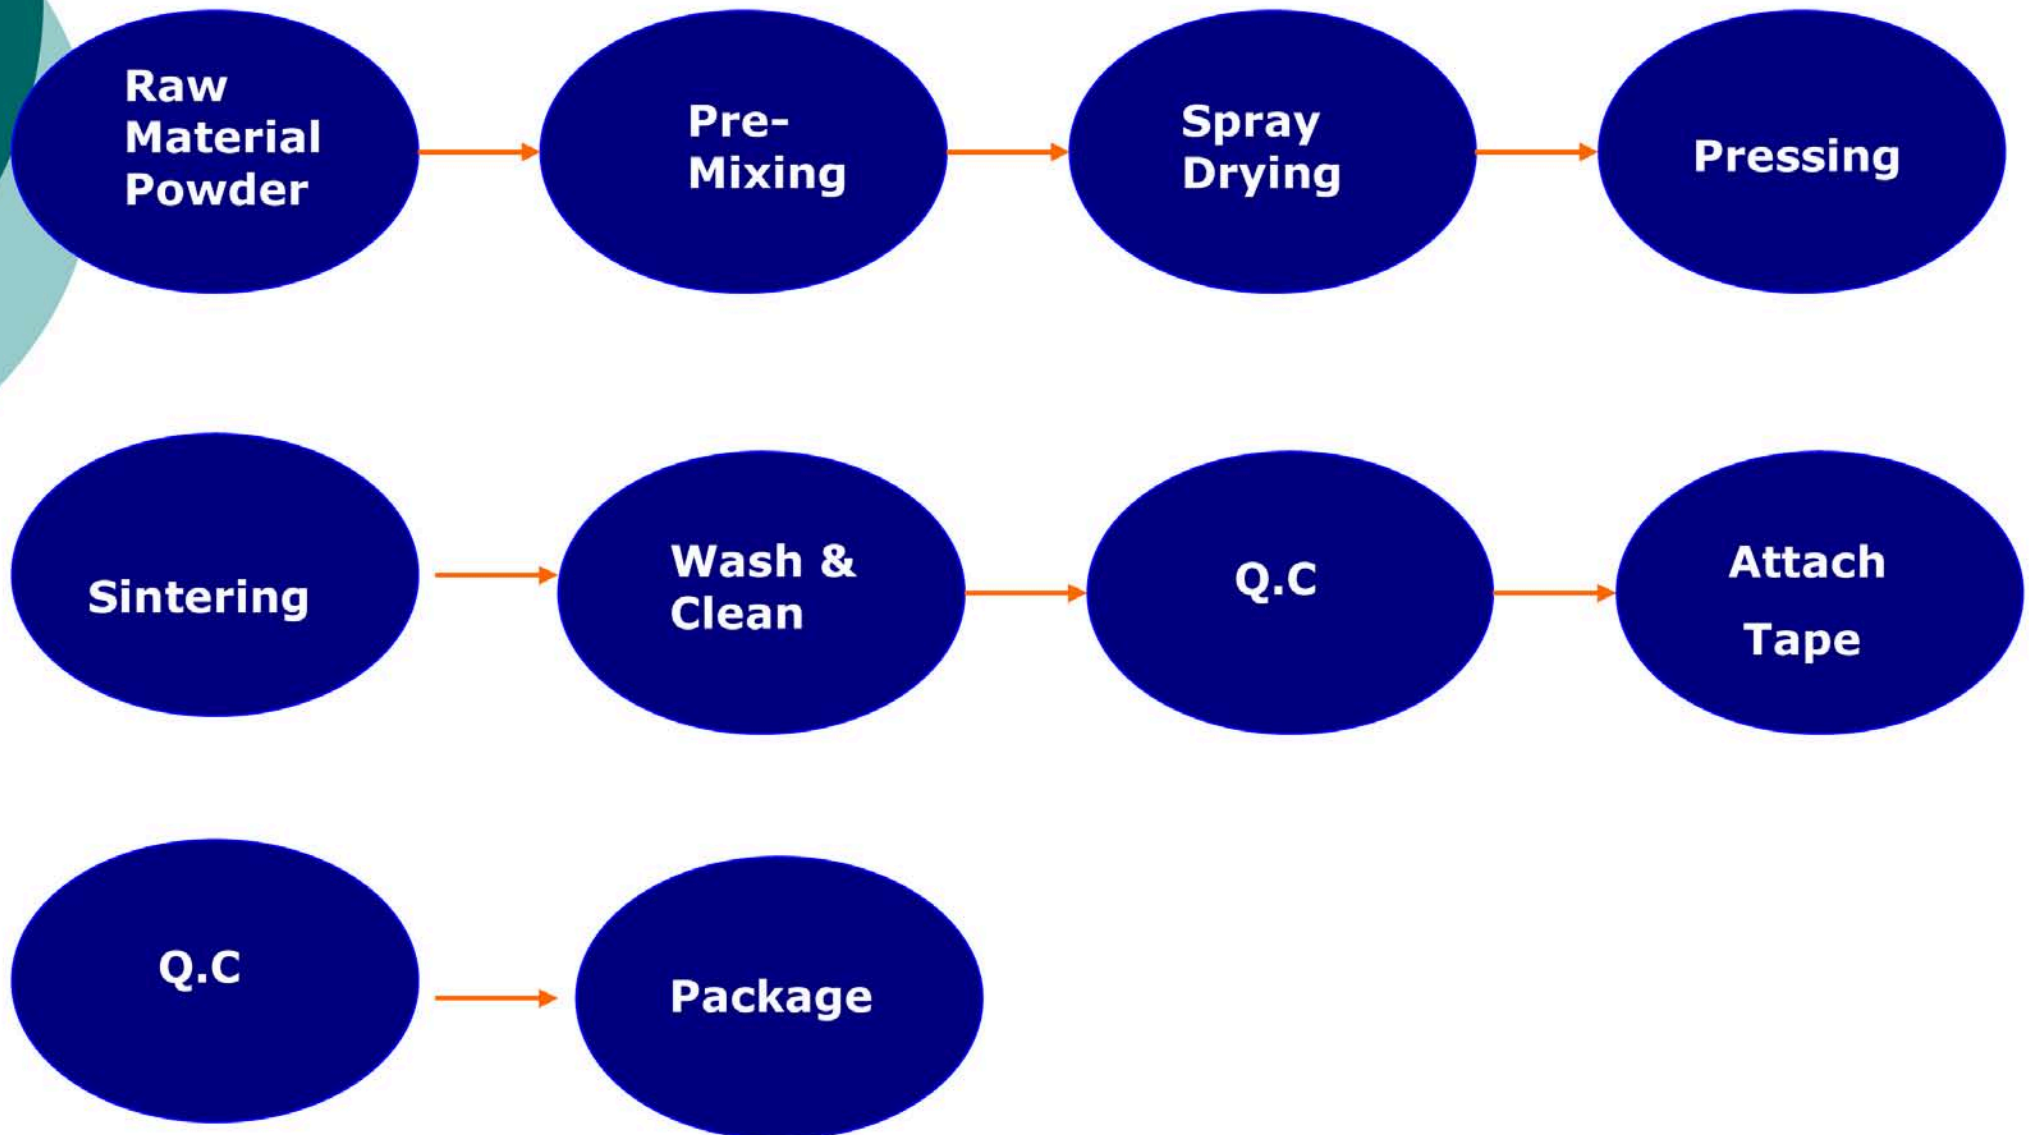 Raw
Material
Powder
Pre-
Mixing
Spray
Drying
Pressing
Sintering
Wash &
Clean
Q.C
Attach
Tape
Q.C
Package